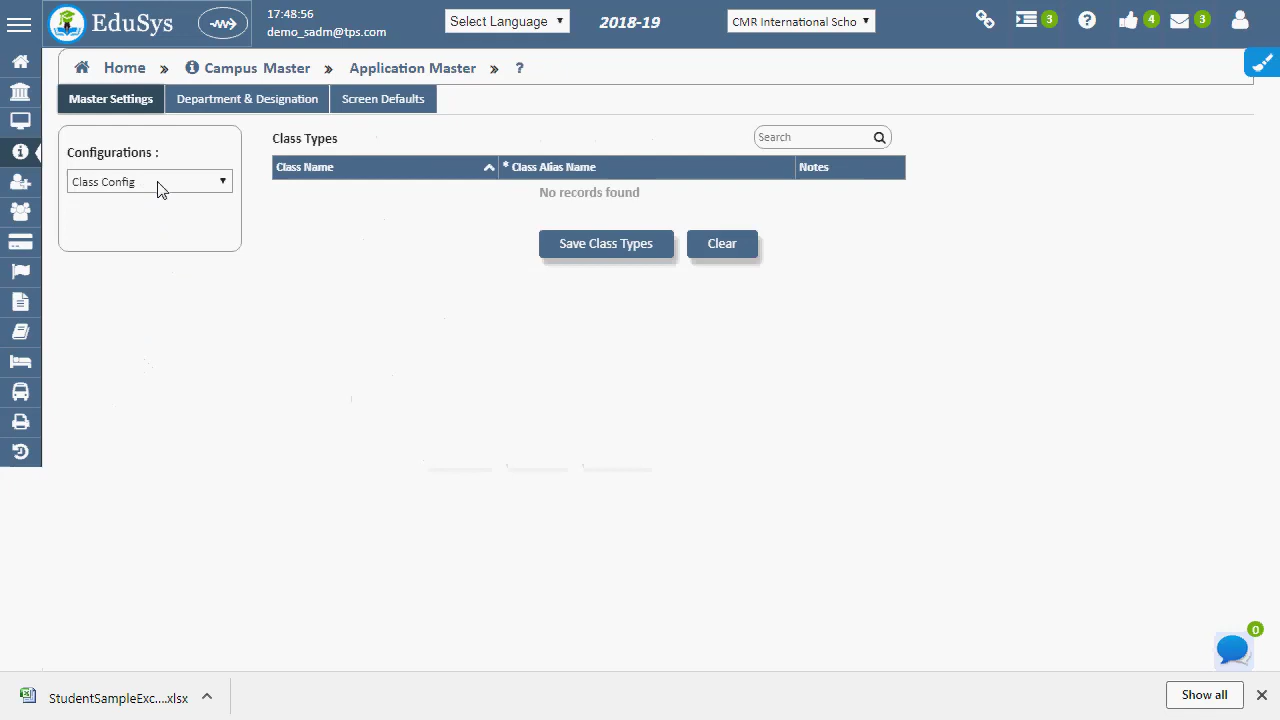 EduSys
17:48:56
demo_sadm@tps.com
Select Language
2018-19
CMR International Scho
3
4
3
Home » Campus Master » Application Master » ?
Master Settings
Department & Designation
Screen Defaults
Configurations :
Class Config
Class Types
Search
Class Name
* Class Alias Name
Notes
No records found
Save Class Types
Clear
0
StudentSampleExc....xlsx
Show all